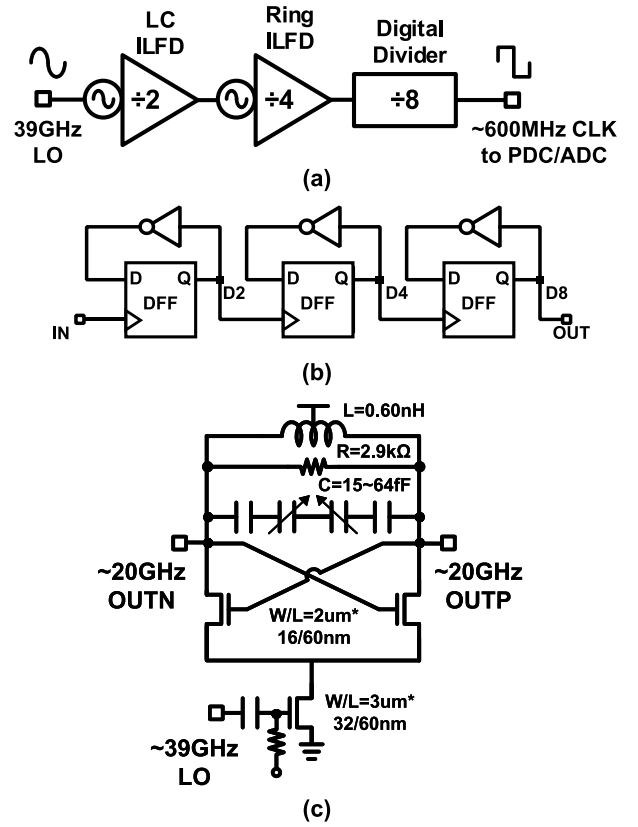 LC
ILFD
Ring
ILFD
Digital
Divider
÷2
÷4
÷8
39GHz
LO
~600MHz CLK
to PDC/ADC
(a)
D Q
DFF
D2
D Q
DFF
D4
D Q
DFF
D8
IN
OUT
(b)
L=0.60nH
R=2.9kΩ
C=15~64fF
~20GHz
OUTN
~20GHz
OUTP
W/L=2um*
16/60nm
W/L=3um*
32/60nm
~39GHz
LO
(c)